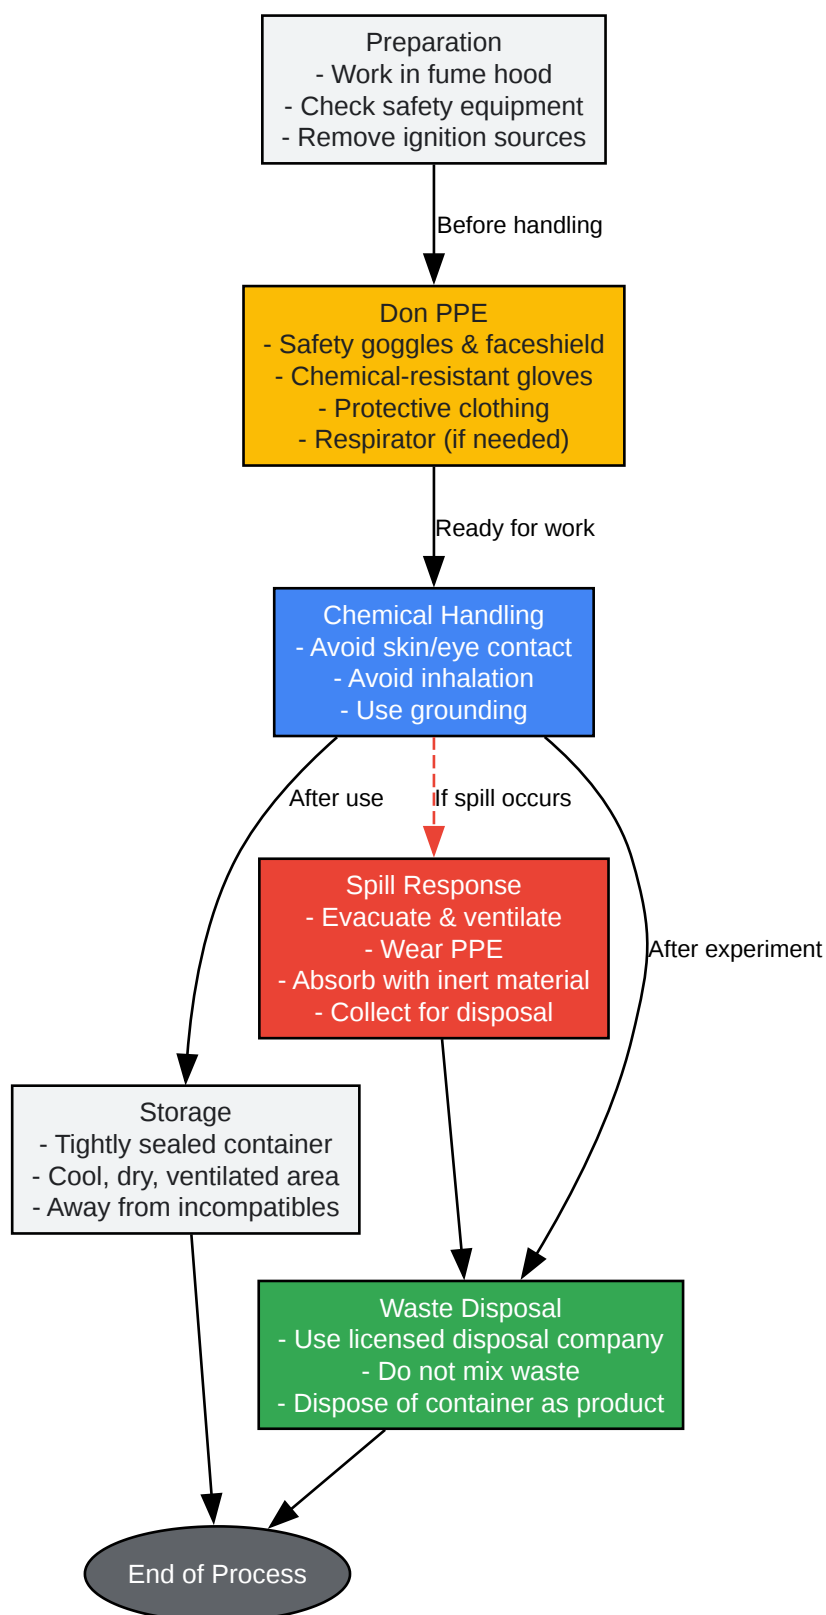 Preparation
- Work in fume hood
- Check safety equipment
- Remove ignition sources
Before handling
Don PPE
- Safety goggles & faceshield
- Chemical-resistant gloves
- Protective clothing
- Respirator (if needed)
Ready for work
Chemical Handling
- Avoid skin/eye contact
- Avoid inhalation
- Use grounding
After use
If spill occurs
Spill Response
- Evacuate & ventilate
- Wear PPE
- Absorb with inert material
- Collect for disposal
After experiment
Storage
- Tightly sealed container
- Cool, dry, ventilated area
- Away from incompatibles
Waste Disposal
- Use licensed disposal company
- Do not mix waste
- Dispose of container as product
End of Process